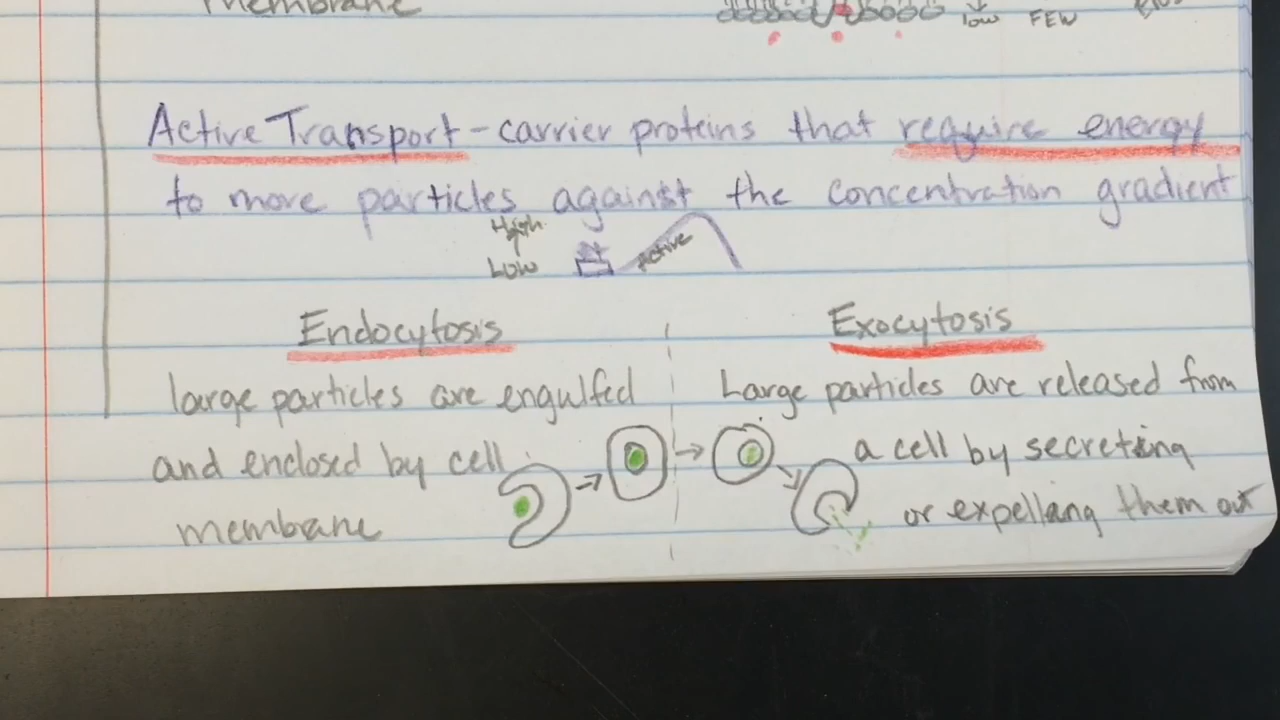 membrane
low FEW
Active Transport - carrier proteins that require energy
to move particles against the concentration gradient
High
Low
Active
Endocytosis
large particles are engulfed
and enclosed by cell
membrane
Exocytosis
Large particles are released from
a cell by secreting
or expelling them out